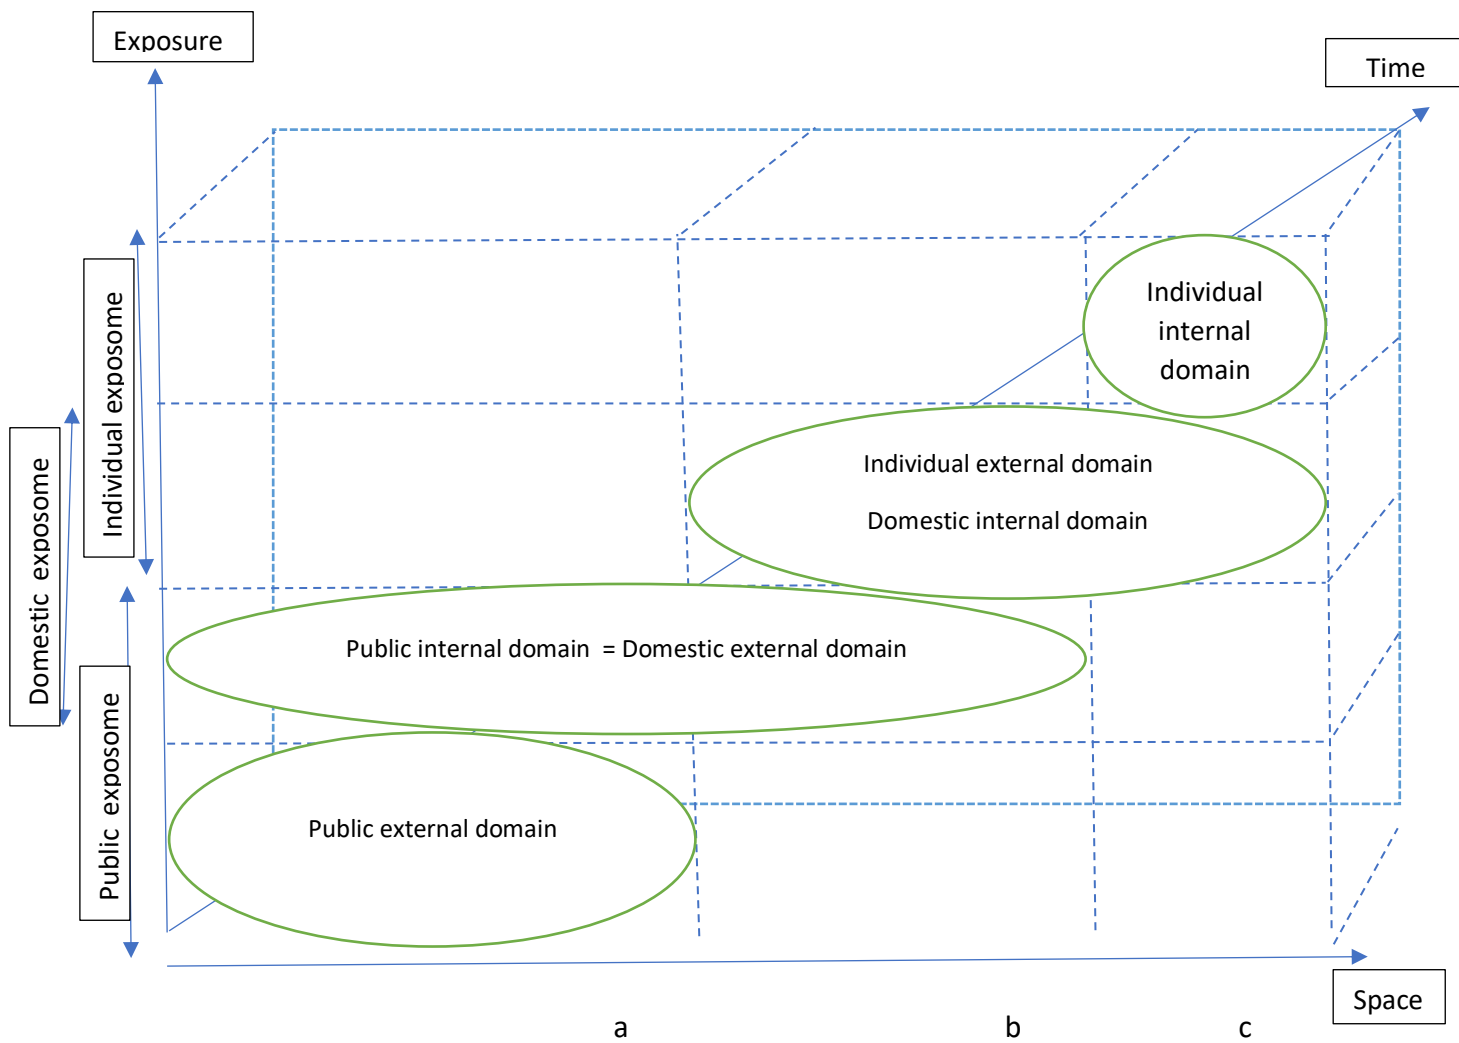 Exposure
Time
Individual
internal
domain
Individual exposome
Domestic exposome
Individual external domain
Domestic internal domain
Public internal domain  = Domestic external domain
Public  exposome
Public external domain
Space
a
b
c